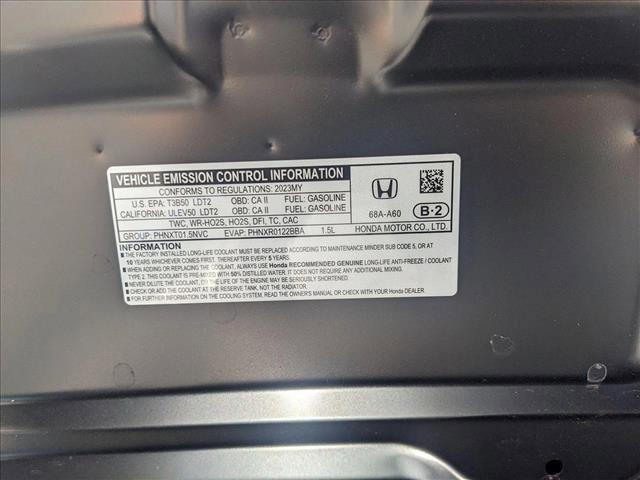 VEHICLE EMISSION CONTROL INFORMATION
CONFORMS TO REGULATIONS: 2023MY
U.S. EPA: T3B50 LDT2 OBD: CA II FUEL: GASOLINE
CALIFORNIA: ULEV50 LDT2 OBD: CA II FUEL: GASOLINE
TWC, WR-HO2S, HO2S, DFI, TC, CAC
GROUP: PHNXT01.5NVC EVAP: PHNXR0122BBA 1.5L
68A-A60 B-2
HONDA MOTOR CO., LTD.
INFORMATION
■ THE FACTORY INSTALLED LONG-LIFE COOLANT MUST BE REPLACED ACCORDING TO MAINTENANCE MINDER SUB CODE 5, OR AT
10 YEARS WHICHEVER COMES FIRST. THEREAFTER EVERY 5 YEARS.
■ WHEN ADDING OR REPLACING THE COOLANT, ALWAYS USE Honda RECOMMENDED GENUINE LONG-LIFE ANTI-FREEZE / COOLANT
TYPE 2. THIS COOLANT IS PRE-MIXED WITH 50% DISTILLED WATER. IT DOES NOT REQUIRE ANY ADDITIONAL MIXING.
■ NEVER DILUTE THE COOLANT, OR THE LIFE OF THE ENGINE MAY BE SERIOUSLY SHORTENED.
■ CHECK OR ADD THE COOLANT AT THE RESERVE TANK, NOT THE RADIATOR.
■ FOR FURTHER INFORMATION ON THE COOLING SYSTEM, READ THE OWNER'S MANUAL OR CHECK WITH YOUR Honda DEALER.